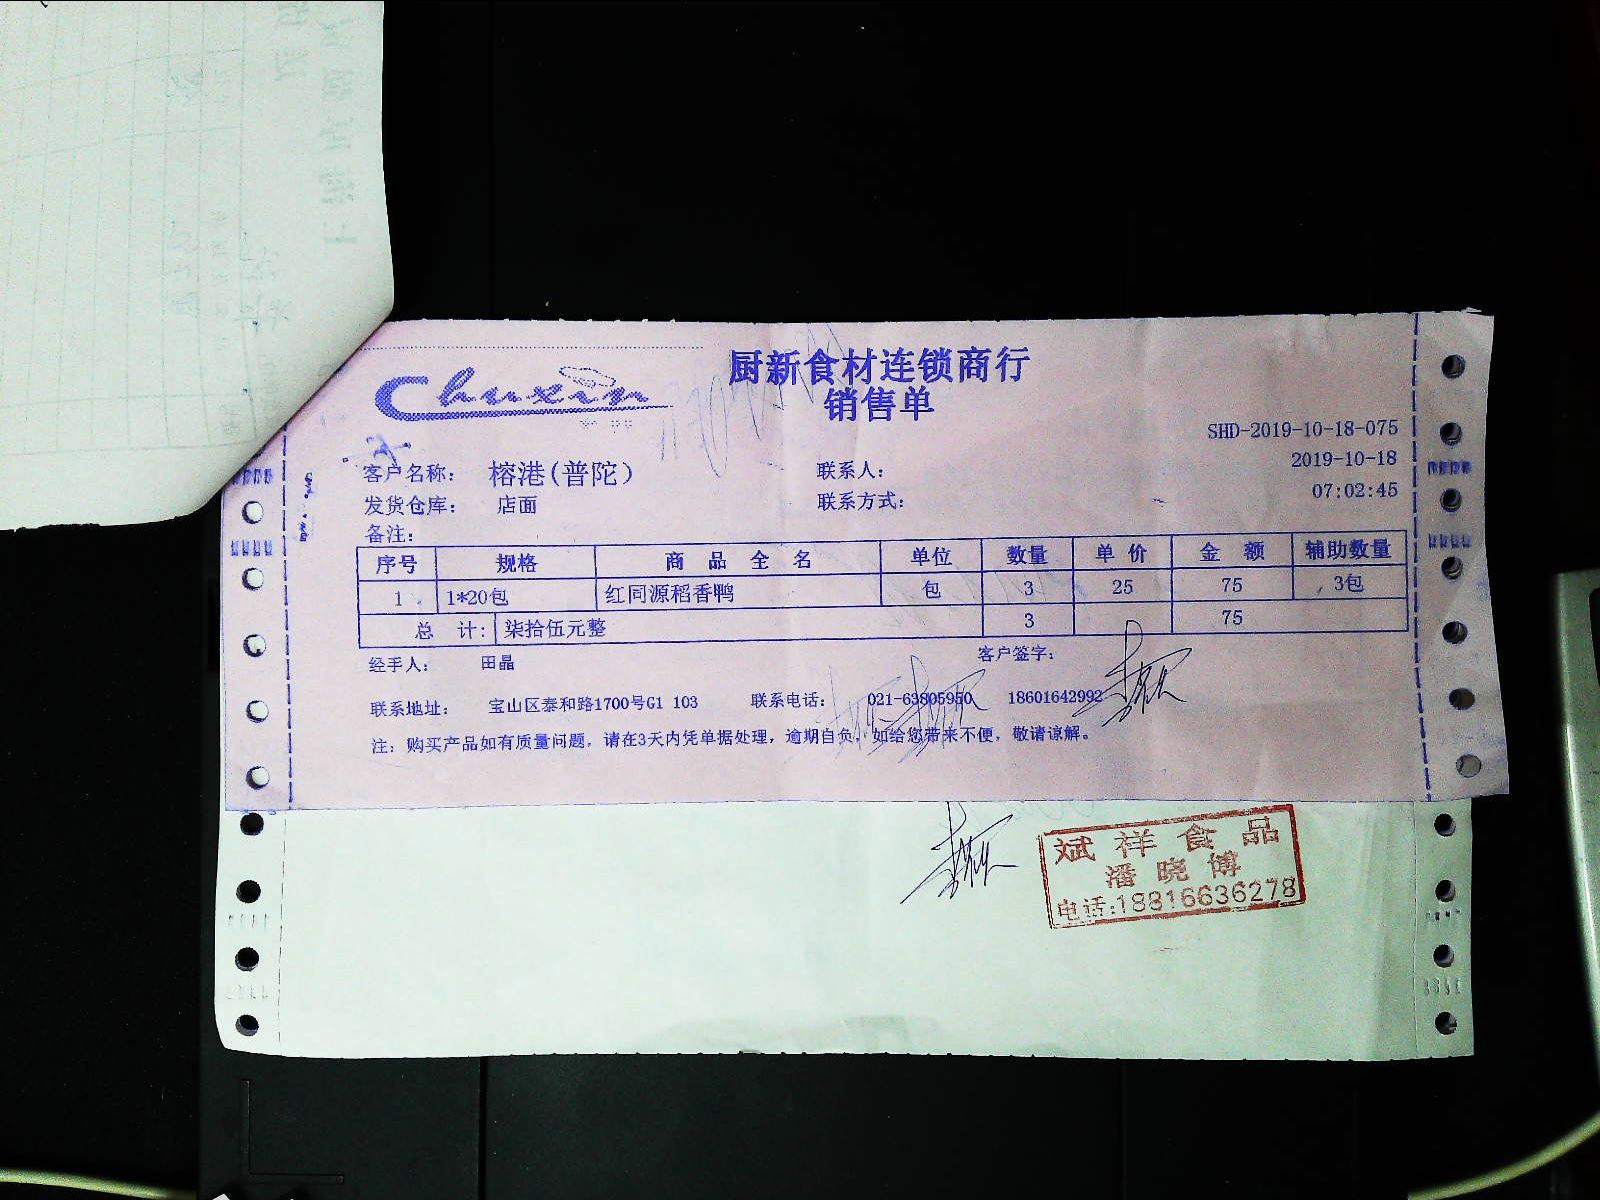 Chuxin
厨新食材连锁商行
销售单
SHD-2019-10-18-075
客户名称： 榕港(普陀) 联系人： 2019-10-18
发货仓库： 店面 联系方式： 07:02:45
备注：
序号 规格 商品全名 单位 数量 单价 金额 辅助数量
1 1*20包 红同源稻香鸭 包 3 25 75 3包
总计: 柒拾伍元整 3 75
经手人： 田晶 客户签字：
联系地址： 宝山区泰和路1700号G1 103 联系电话： 021-63805950 18601642992
注：购买产品如有质量问题，请在3天内凭单据处理，逾期自负，如给您带来不便，敬请谅解。
斌祥食品
潘晓博
电话:18816636278